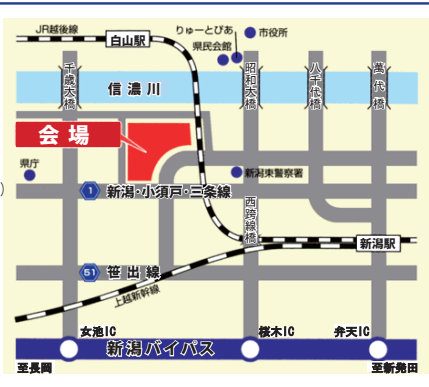 JR越後線
白山駅
りゅーとぴあ
県民会館
市役所
千歳大橋
昭和大橋
八千代橋
萬代橋
信濃川
会場
県庁
新潟東警察署
1
新潟・小須戸・三条線
西跨線橋
新潟駅
51
笹出線
上越新幹線
女池IC
桜木IC
弁天IC
新潟バイパス
至長岡
至新発田
)